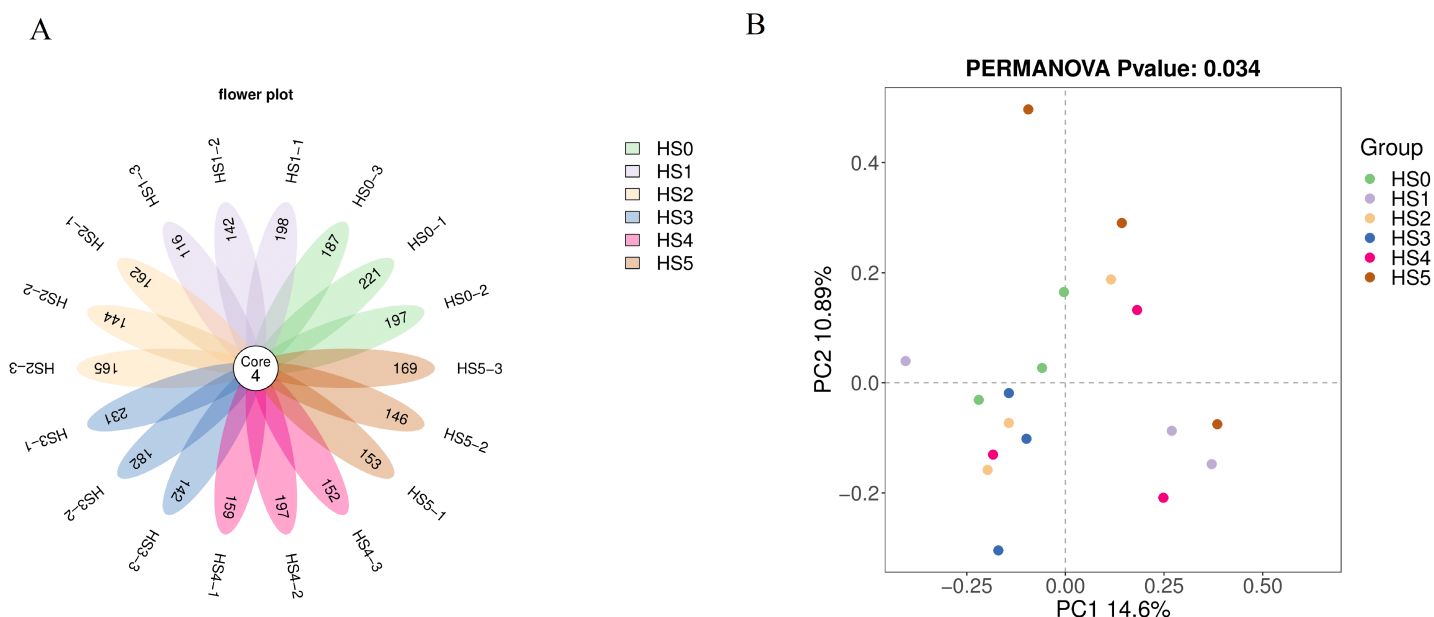 A
flower plot
HS1−2
HS1−1
HS1−3
HS0−3
HS2−1
HS0−1
HS2−2
HS0−2
HS2−3
HS5−3
HS3−1
HS5−2
HS3−2
HS5−1
HS3−3
HS4−3
HS4−1
HS4−2
142
198
116
187
162
221
144
197
165
169
231
146
182
153
142
152
159
197
Core
4
HS0
HS1
HS2
HS3
HS4
HS5
B
PERMANOVA Pvalue: 0.034
PC2 10.89%
0.4
0.2
0.0
−0.2
−0.25 0.00 0.25 0.50
PC1 14.6%
Group
HS0
HS1
HS2
HS3
HS4
HS5